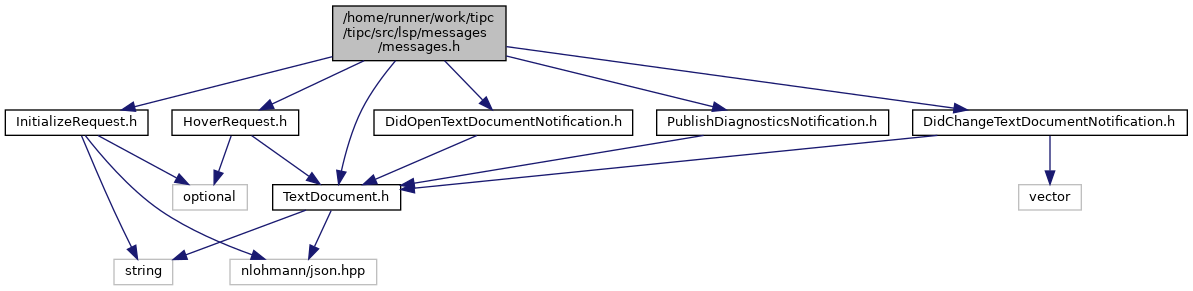 /home/runner/work/tipc
/tipc/src/lsp/messages
/messages.h
InitializeRequest.h
HoverRequest.h
DidOpenTextDocumentNotification.h
PublishDiagnosticsNotification.h
DidChangeTextDocumentNotification.h
optional
TextDocument.h
vector
string
nlohmann/json.hpp